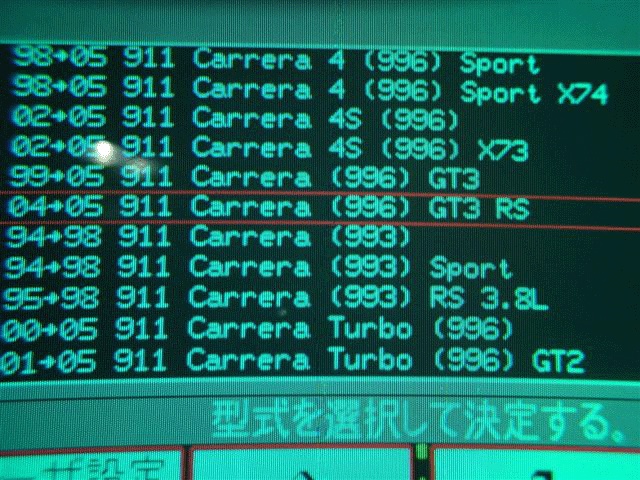 98→05 911 Carrera 4 (996) Sport
98→05 911 Carrera 4 (996) Sport X74
02→05 911 Carrera 4S (996)
02→05 911 Carrera 4S (996) X73
99→05 911 Carrera (996) GT3
04→05 911 Carrera (996) GT3 RS
94→98 911 Carrera (993)
94→98 911 Carrera (993) Sport
95→98 911 Carrera (993) RS 3.8L
00→05 911 Carrera Turbo (996)
01→05 911 Carrera Turbo (996) GT2
型式を選択して決定する。
ーザ設定